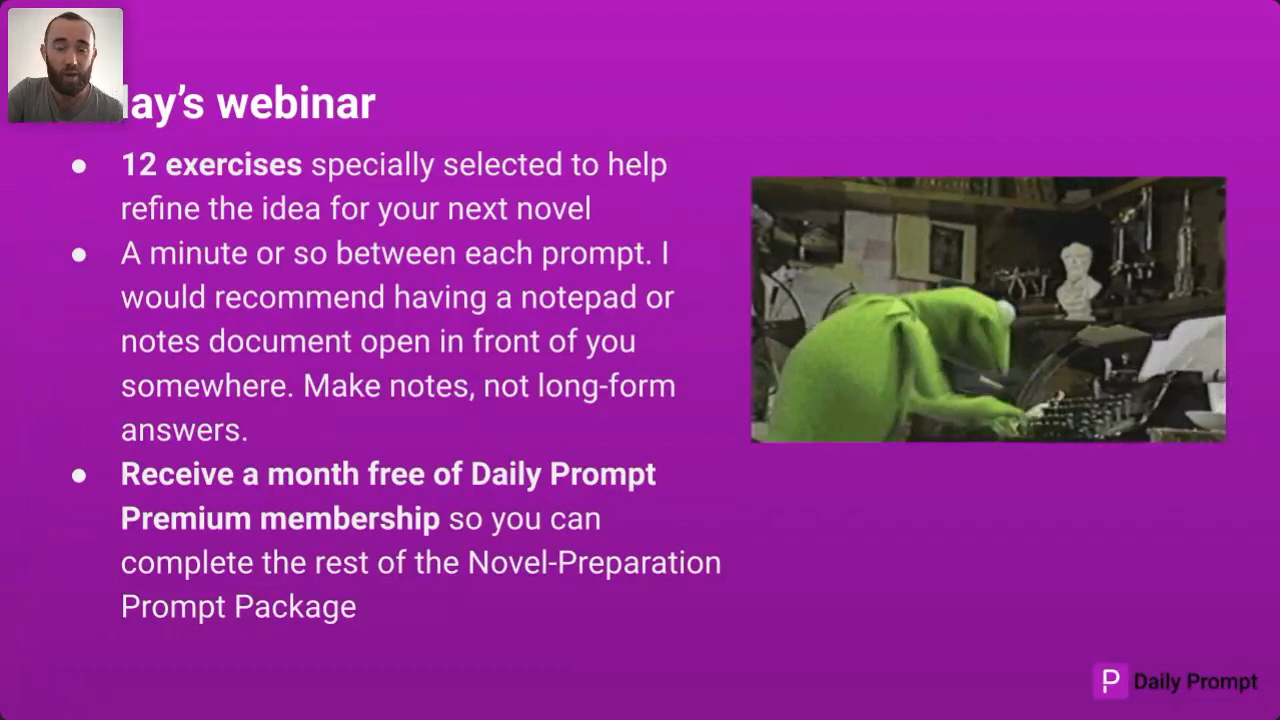 lay's webinar
● 12 exercises specially selected to help
refine the idea for your next novel
● A minute or so between each prompt. I
would recommend having a notepad or
notes document open in front of you
somewhere. Make notes, not long-form
answers.
● Receive a month free of Daily Prompt
Premium membership so you can
complete the rest of the Novel-Preparation
Prompt Package
P Daily Prompt